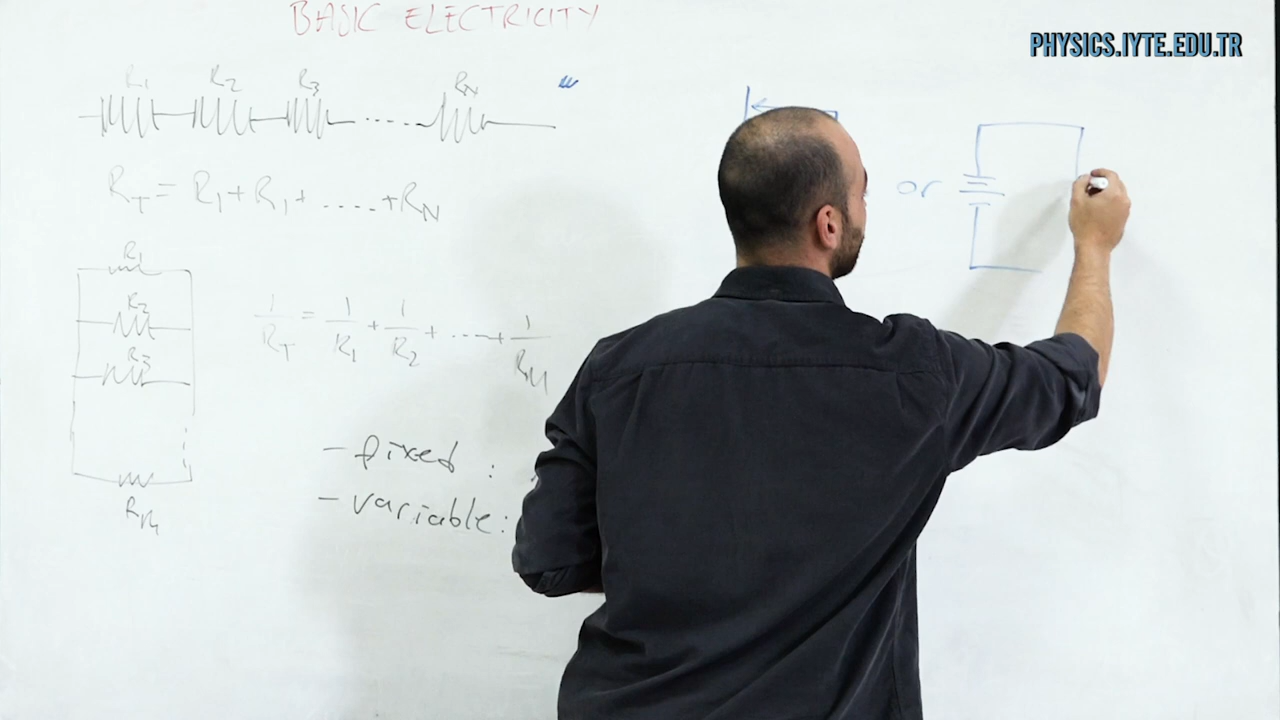 BASIC ELECTRICITY
PHYSICS.IYTE.EDU.TR
R1 R2 R3 RN
.....
RT = R1 + R1 + ..... + RN
or
R1
R2
R3
1/RT = 1/R1 + 1/R2 + ..... + 1/RN
- fixed :
- variable :
RN